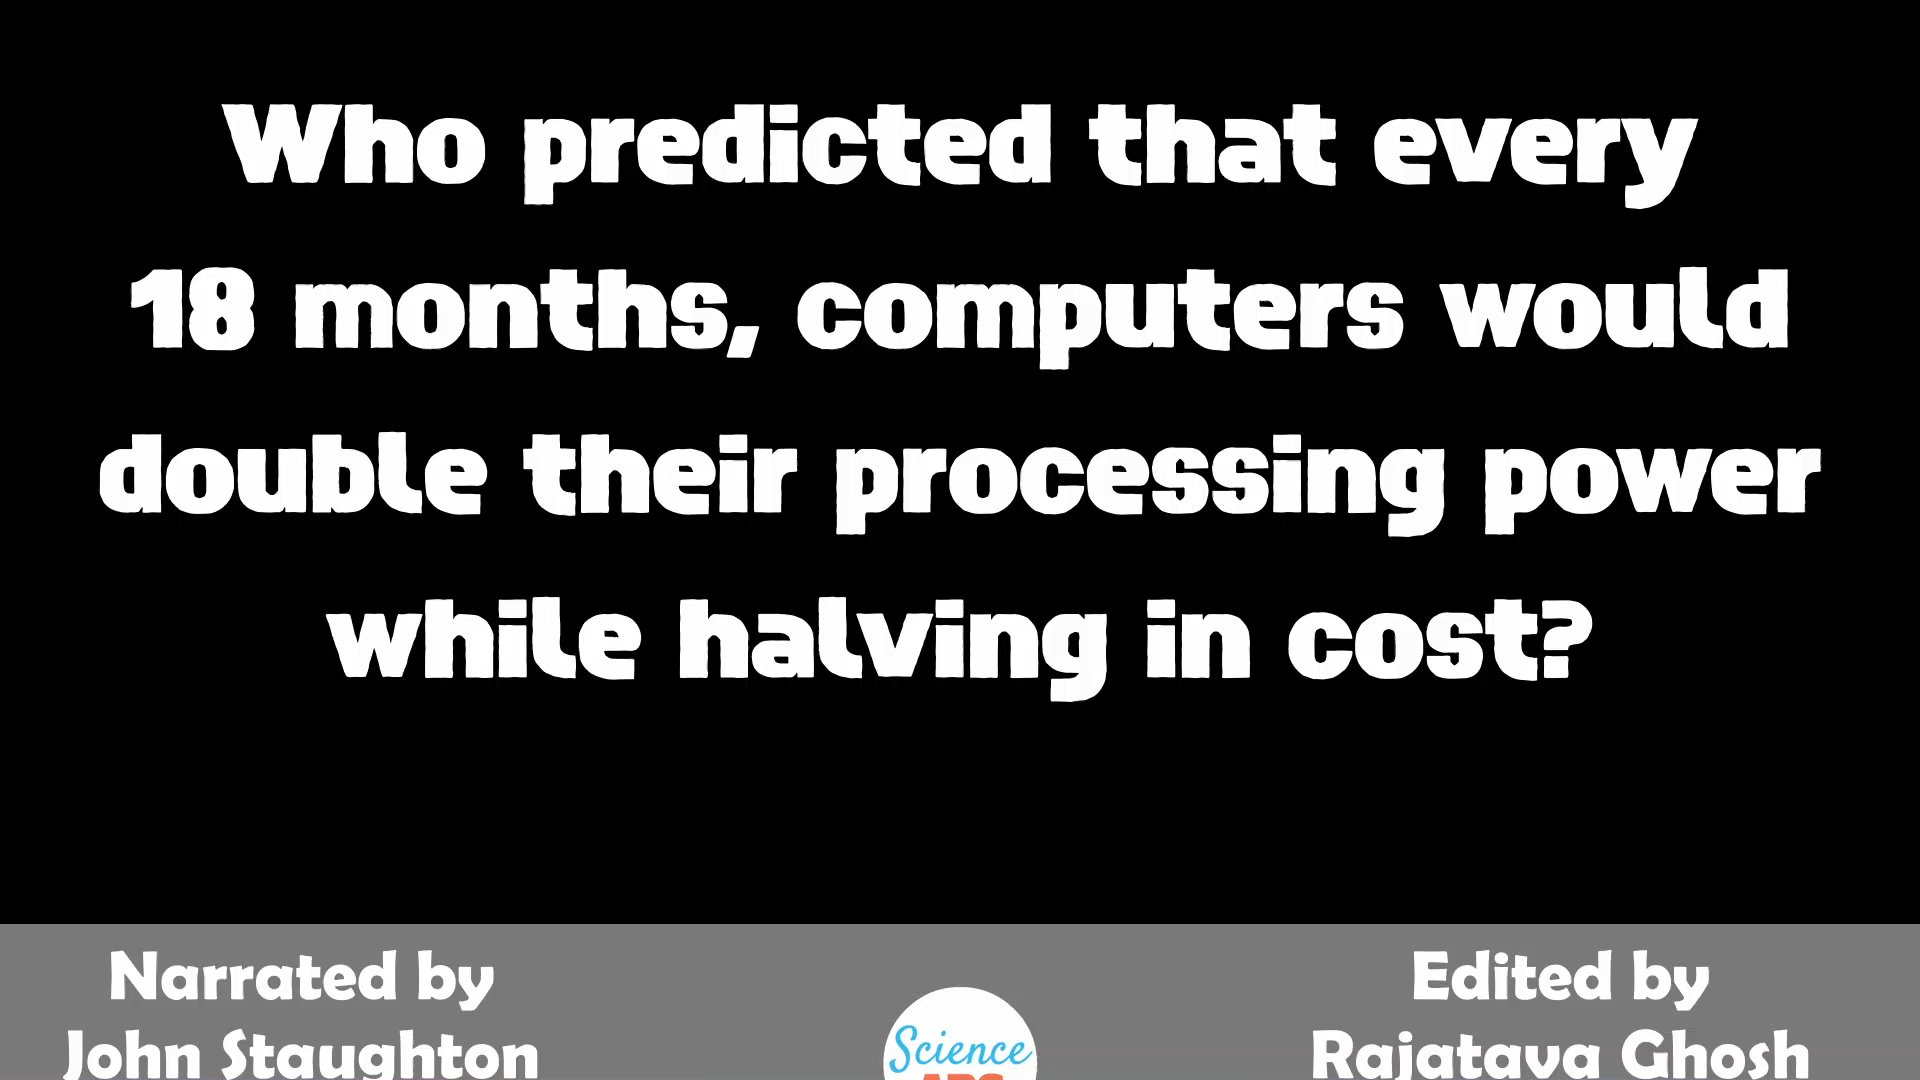 Who predicted that every
18 months, computers would
double their processing power
while halving in cost?
Narrated by
John Staughton
Science
ABC
Edited by
Rajatava Ghosh